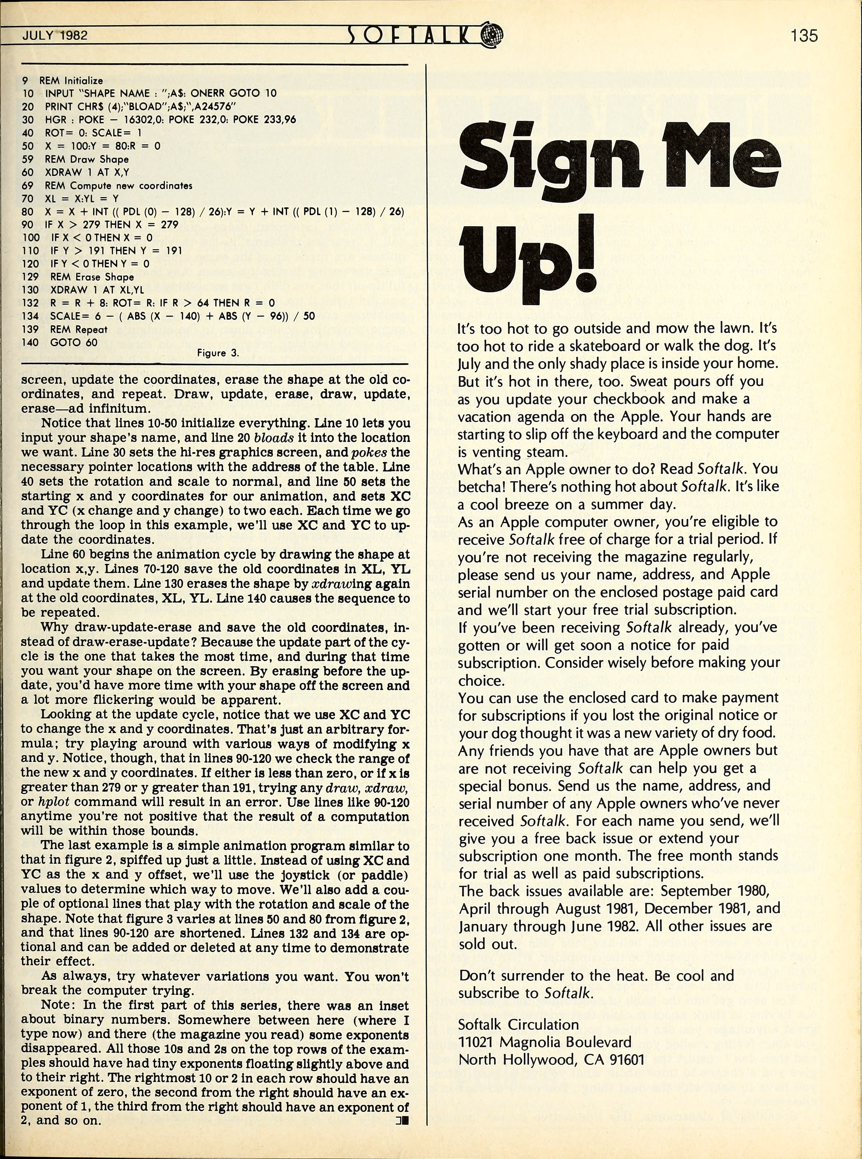 JULY 1982
SOFTALK
135
9 REM Initialize
10 INPUT "SHAPE NAME : ";A$: ONERR GOTO 10
20 PRINT CHR$ (4);"BLOAD";A$;",A24576"
30 HGR : POKE - 16302,0: POKE 232,0: POKE 233,96
40 ROT= 0: SCALE= 1
50 X = 100:Y = 80:R = 0
59 REM Draw Shape
60 XDRAW 1 AT X,Y
69 REM Compute new coordinates
70 XL = X:YL = Y
80 X = X + INT (( PDL (0) - 128) / 26):Y = Y + INT (( PDL (1) - 128) / 26)
90 IF X > 279 THEN X = 279
100 IF X < 0 THEN X = 0
110 IF Y > 191 THEN Y = 191
120 IF Y < 0 THEN Y = 0
129 REM Erase Shape
130 XDRAW 1 AT XL,YL
132 R = R + 8: ROT= R: IF R > 64 THEN R = 0
134 SCALE= 6 - ( ABS (X - 140) + ABS (Y - 96)) / 50
139 REM Repeat
140 GOTO 60
Figure 3.
screen, update the coordinates, erase the shape at the old co-
ordinates, and repeat. Draw, update, erase, draw, update,
erase—ad infinitum.
Notice that lines 10-50 initialize everything. Line 10 lets you
input your shape's name, and line 20 bloads it into the location
we want. Line 30 sets the hi-res graphics screen, and pokes the
necessary pointer locations with the address of the table. Line
40 sets the rotation and scale to normal, and line 50 sets the
starting x and y coordinates for our animation, and sets XC
and YC (x change and y change) to two each. Each time we go
through the loop in this example, we'll use XC and YC to up-
date the coordinates.
Line 60 begins the animation cycle by drawing the shape at
location x,y. Lines 70-120 save the old coordinates in XL, YL
and update them. Line 130 erases the shape by xdrawing again
at the old coordinates, XL, YL. Line 140 causes the sequence to
be repeated.
Why draw-update-erase and save the old coordinates, in-
stead of draw-erase-update? Because the update part of the cy-
cle is the one that takes the most time, and during that time
you want your shape on the screen. By erasing before the up-
date, you'd have more time with your shape off the screen and
a lot more flickering would be apparent.
Looking at the update cycle, notice that we use XC and YC
to change the x and y coordinates. That's just an arbitrary for-
mula; try playing around with various ways of modifying x
and y. Notice, though, that in lines 90-120 we check the range of
the new x and y coordinates. If either is less than zero, or if x is
greater than 279 or y greater than 191, trying any draw, xdraw,
or hplot command will result in an error. Use lines like 90-120
anytime you're not positive that the result of a computation
will be within those bounds.
The last example is a simple animation program similar to
that in figure 2, spiffed up just a little. Instead of using XC and
YC as the x and y offset, we'll use the joystick (or paddle)
values to determine which way to move. We'll also add a cou-
ple of optional lines that play with the rotation and scale of the
shape. Note that figure 3 varies at lines 50 and 80 from figure 2,
and that lines 90-120 are shortened. Lines 132 and 134 are op-
tional and can be added or deleted at any time to demonstrate
their effect.
As always, try whatever variations you want. You won't
break the computer trying.
Note: In the first part of this series, there was an inset
about binary numbers. Somewhere between here (where I
type now) and there (the magazine you read) some exponents
disappeared. All those 10s and 2s on the top rows of the exam-
ples should have had tiny exponents floating slightly above and
to their right. The rightmost 10 or 2 in each row should have an
exponent of zero, the second from the right should have an ex-
ponent of 1, the third from the right should have an exponent of
2, and so on.
Sign Me
Up!
It's too hot to go outside and mow the lawn. It's
too hot to ride a skateboard or walk the dog. It's
July and the only shady place is inside your home.
But it's hot in there, too. Sweat pours off you
as you update your checkbook and make a
vacation agenda on the Apple. Your hands are
starting to slip off the keyboard and the computer
is venting steam.
What's an Apple owner to do? Read Softalk. You
betcha! There's nothing hot about Softalk. It's like
a cool breeze on a summer day.
As an Apple computer owner, you're eligible to
receive Softalk free of charge for a trial period. If
you're not receiving the magazine regularly,
please send us your name, address, and Apple
serial number on the enclosed postage paid card
and we'll start your free trial subscription.
If you've been receiving Softalk already, you've
gotten or will get soon a notice for paid
subscription. Consider wisely before making your
choice.
You can use the enclosed card to make payment
for subscriptions if you lost the original notice or
your dog thought it was a new variety of dry food.
Any friends you have that are Apple owners but
are not receiving Softalk can help you get a
special bonus. Send us the name, address, and
serial number of any Apple owners who've never
received Softalk. For each name you send, we'll
give you a free back issue or extend your
subscription one month. The free month stands
for trial as well as paid subscriptions.
The back issues available are: September 1980,
April through August 1981, December 1981, and
January through June 1982. All other issues are
sold out.
Don't surrender to the heat. Be cool and
subscribe to Softalk.
Softalk Circulation
11021 Magnolia Boulevard
North Hollywood, CA 91601